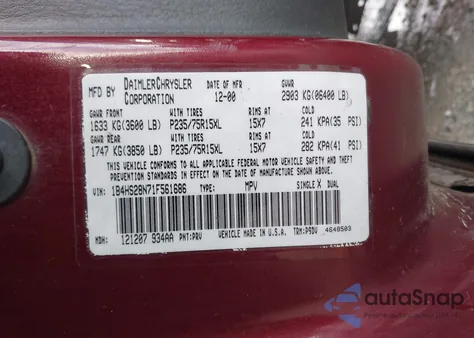 MFD BY DAIMLERCHRYSLER CORPORATION DATE OF MFR 12-00 GVWR 2903 KG(06400 LB)
GAWR FRONT WITH TIRES RIMS AT COLD
1633 KG(3600 LB) P235/75R15XL 15X7 241 KPA(35 PSI)
GAWR REAR WITH TIRES RIMS AT COLD
1747 KG(3850 LB) P235/75R15XL 15X7 282 KPA(41 PSI)
THIS VEHICLE CONFORMS TO ALL APPLICABLE FEDERAL MOTOR VEHICLE SAFETY AND THEFT
PREVENTION STANDARDS IN EFFECT ON THE DATE OF MANUFACTURE SHOWN ABOVE.
VIN: 1B4HS28N71F561686 TYPE: MPV SINGLE X DUAL
MDH: 121207 934AA PNT:PRV VEHICLE MADE IN U.S.A. TRM:PSDV 4648503
autoSnap